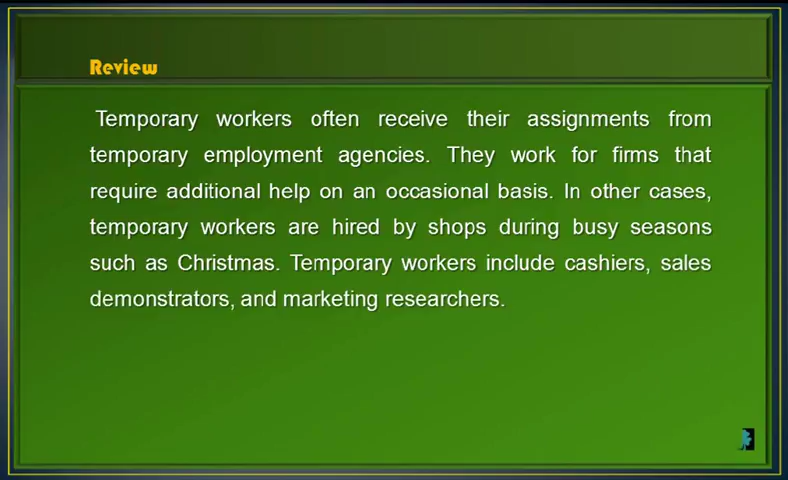 Review
Temporary workers often receive their assignments from
temporary employment agencies. They work for firms that
require additional help on an occasional basis. In other cases,
temporary workers are hired by shops during busy seasons
such as Christmas. Temporary workers include cashiers, sales
demonstrators, and marketing researchers.